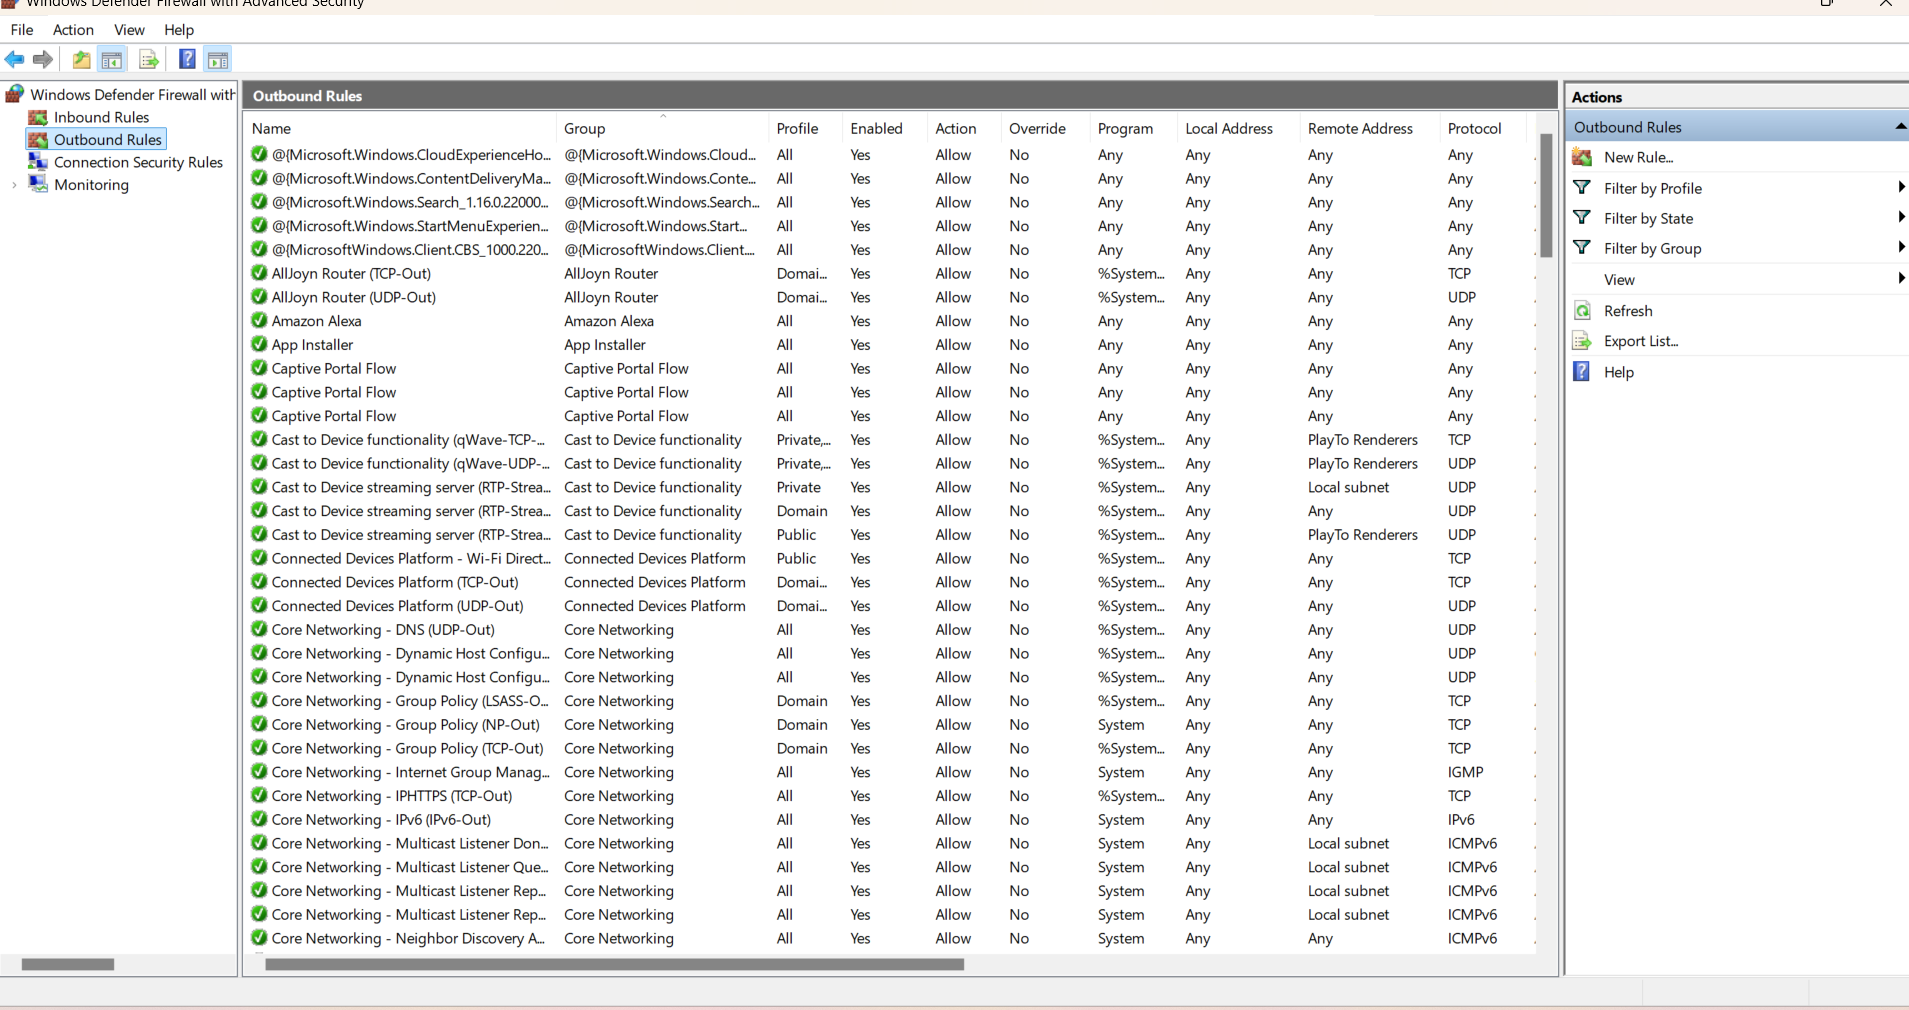 Windows Defender Firewall with Advanced Security
File Action View Help
Windows Defender Firewall with
Inbound Rules
Outbound Rules
Connection Security Rules
Monitoring
Outbound Rules
Name Group Profile Enabled Action Override Program Local Address Remote Address Protocol
@{Microsoft.Windows.CloudExperienceHo... @{Microsoft.Windows.Cloud... All Yes Allow No Any Any Any Any
@{Microsoft.Windows.ContentDeliveryMa... @{Microsoft.Windows.Conte... All Yes Allow No Any Any Any Any
@{Microsoft.Windows.Search_1.16.0.22000... @{Microsoft.Windows.Search... All Yes Allow No Any Any Any Any
@{Microsoft.Windows.StartMenuExperien... @{Microsoft.Windows.Start... All Yes Allow No Any Any Any Any
@{MicrosoftWindows.Client.CBS_1000.220... @{MicrosoftWindows.Client.... All Yes Allow No Any Any Any Any
AllJoyn Router (TCP-Out) AllJoyn Router Domai... Yes Allow No %System... Any Any TCP
AllJoyn Router (UDP-Out) AllJoyn Router Domai... Yes Allow No %System... Any Any UDP
Amazon Alexa Amazon Alexa All Yes Allow No Any Any Any Any
App Installer App Installer All Yes Allow No Any Any Any Any
Captive Portal Flow Captive Portal Flow All Yes Allow No Any Any Any Any
Captive Portal Flow Captive Portal Flow All Yes Allow No Any Any Any Any
Captive Portal Flow Captive Portal Flow All Yes Allow No Any Any Any Any
Cast to Device functionality (qWave-TCP-... Cast to Device functionality Private,... Yes Allow No %System... Any PlayTo Renderers TCP
Cast to Device functionality (qWave-UDP-... Cast to Device functionality Private,... Yes Allow No %System... Any PlayTo Renderers UDP
Cast to Device streaming server (RTP-Strea... Cast to Device functionality Private Yes Allow No %System... Any Local subnet UDP
Cast to Device streaming server (RTP-Strea... Cast to Device functionality Domain Yes Allow No %System... Any Any UDP
Cast to Device streaming server (RTP-Strea... Cast to Device functionality Public Yes Allow No %System... Any PlayTo Renderers UDP
Connected Devices Platform - Wi-Fi Direct... Connected Devices Platform Public Yes Allow No %System... Any Any TCP
Connected Devices Platform (TCP-Out) Connected Devices Platform Domai... Yes Allow No %System... Any Any TCP
Connected Devices Platform (UDP-Out) Connected Devices Platform Domai... Yes Allow No %System... Any Any UDP
Core Networking - DNS (UDP-Out) Core Networking All Yes Allow No %System... Any Any UDP
Core Networking - Dynamic Host Configu... Core Networking All Yes Allow No %System... Any Any UDP
Core Networking - Dynamic Host Configu... Core Networking All Yes Allow No %System... Any Any UDP
Core Networking - Group Policy (LSASS-O... Core Networking Domain Yes Allow No %System... Any Any TCP
Core Networking - Group Policy (NP-Out) Core Networking Domain Yes Allow No System Any Any TCP
Core Networking - Group Policy (TCP-Out) Core Networking Domain Yes Allow No %System... Any Any TCP
Core Networking - Internet Group Manag... Core Networking All Yes Allow No System Any Any IGMP
Core Networking - IPHTTPS (TCP-Out) Core Networking All Yes Allow No %System... Any Any TCP
Core Networking - IPv6 (IPv6-Out) Core Networking All Yes Allow No System Any Any IPv6
Core Networking - Multicast Listener Don... Core Networking All Yes Allow No System Any Local subnet ICMPv6
Core Networking - Multicast Listener Que... Core Networking All Yes Allow No System Any Local subnet ICMPv6
Core Networking - Multicast Listener Rep... Core Networking All Yes Allow No System Any Local subnet ICMPv6
Core Networking - Multicast Listener Rep... Core Networking All Yes Allow No System Any Local subnet ICMPv6
Core Networking - Neighbor Discovery A... Core Networking All Yes Allow No System Any Any ICMPv6
Actions
Outbound Rules
New Rule...
Filter by Profile
Filter by State
Filter by Group
View
Refresh
Export List...
Help